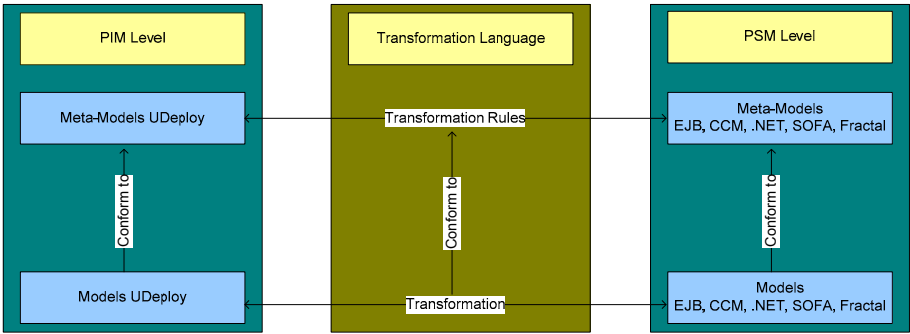 PIM Level
Transformation Language
PSM Level
Meta-Models UDeploy
Transformation Rules
Meta-Models
EJB, CCM, .NET, SOFA, Fractal
Conform to
Conform to
Conform to
Models UDeploy
Transformation
Models
EJB, CCM, .NET, SOFA, Fractal